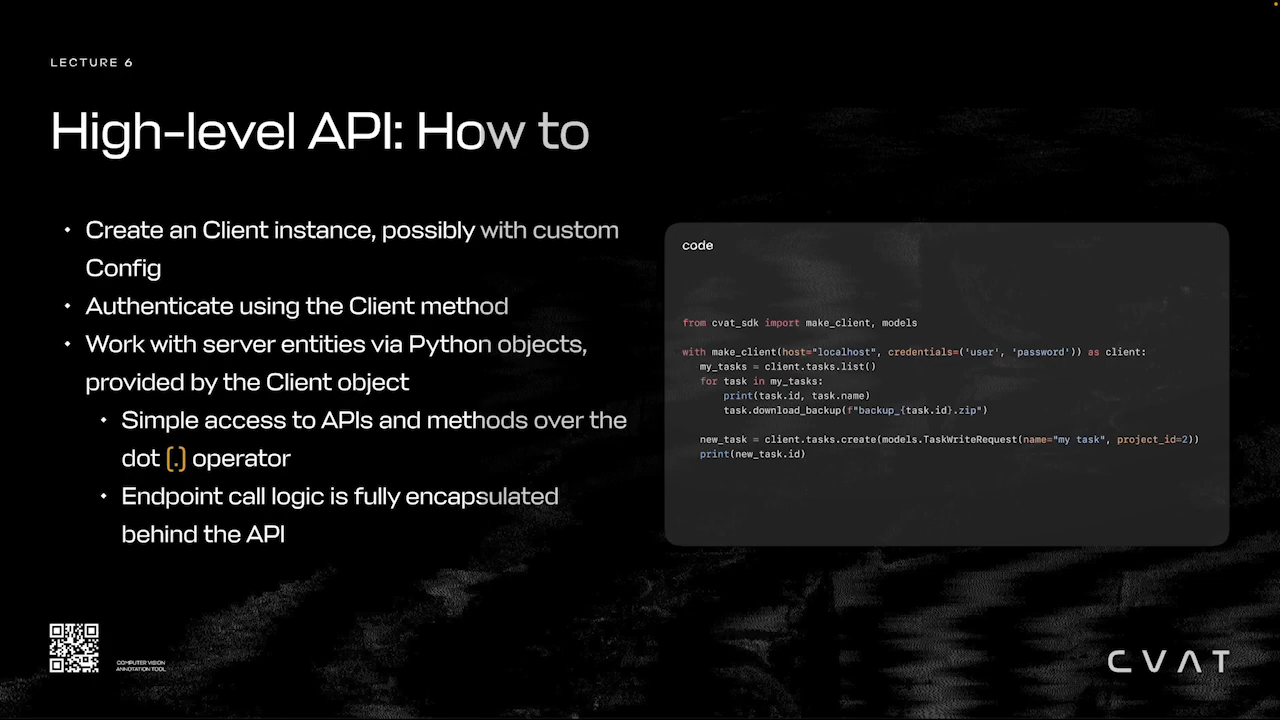 LECTURE 6
High-level API: How to
• Create an Client instance, possibly with custom
Config
• Authenticate using the Client method
• Work with server entities via Python objects,
provided by the Client object
• Simple access to APIs and methods over the
dot (.) operator
• Endpoint call logic is fully encapsulated
behind the API
code
from cvat_sdk import make_client, models
with make_client(host="localhost", credentials=('user', 'password')) as client:
my_tasks = client.tasks.list()
for task in my_tasks:
print(task.id, task.name)
task.download_backup(f"backup_{task.id}.zip")
new_task = client.tasks.create(models.TaskWriteRequest(name="my task", project_id=2))
print(new_task.id)
COMPUTER VISION
ANNOTATION TOOL
CVAT